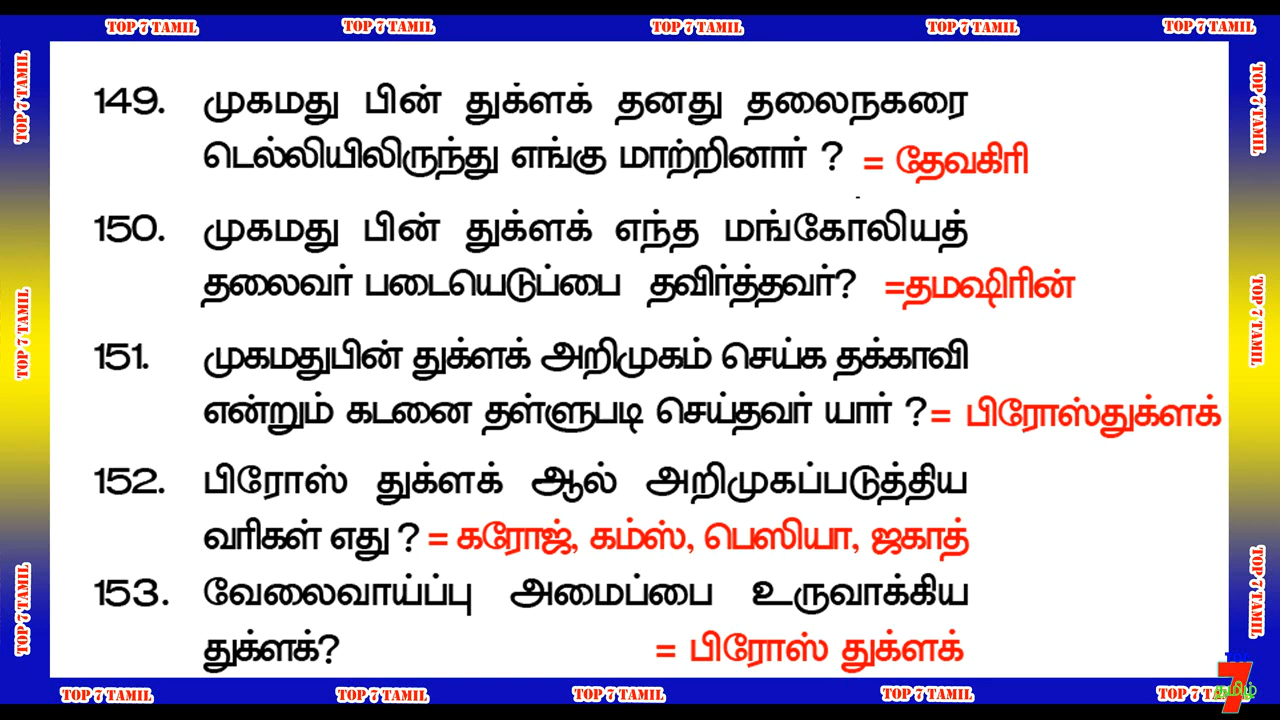 TOP 7 TAMIL TOP 7 TAMIL TOP 7 TAMIL TOP 7 TAMIL TOP 7 TAMIL
TOP 7 TAMIL TOP 7 TAMIL
149. முகமது பின் துக்ளக் தனது தலைநகரை
டெல்லியிலிருந்து எங்கு மாற்றினார் ? = தேவகிரி
150. முகமது பின் துக்ளக் எந்த மங்கோலியத்
தலைவர் படையெடுப்பை தவிர்த்தவர்? =தமஷிரின்
TOP 7 TAMIL TOP 7 TAMIL
151. முகமதுபின் துக்ளக் அறிமுகம் செய்க தக்காவி
என்றும் கடனை தள்ளுபடி செய்தவர் யார் ? = பிரோஸ்துக்ளக்
152. பிரோஸ் துக்ளக் ஆல் அறிமுகப்படுத்திய
வரிகள் எது ? = கரோஜ், கம்ஸ், பெஸியா, ஜகாத்
153. வேலைவாய்ப்பு அமைப்பை உருவாக்கிய
துக்ளக்? = பிரோஸ் துக்ளக்
TOP 7 TAMIL TOP 7 TAMIL
TOP 7 TAMIL TOP 7 TAMIL TOP 7 TAMIL TOP 7 TAMIL TOP 7 TAMIL
TOP
7
தமிழ்